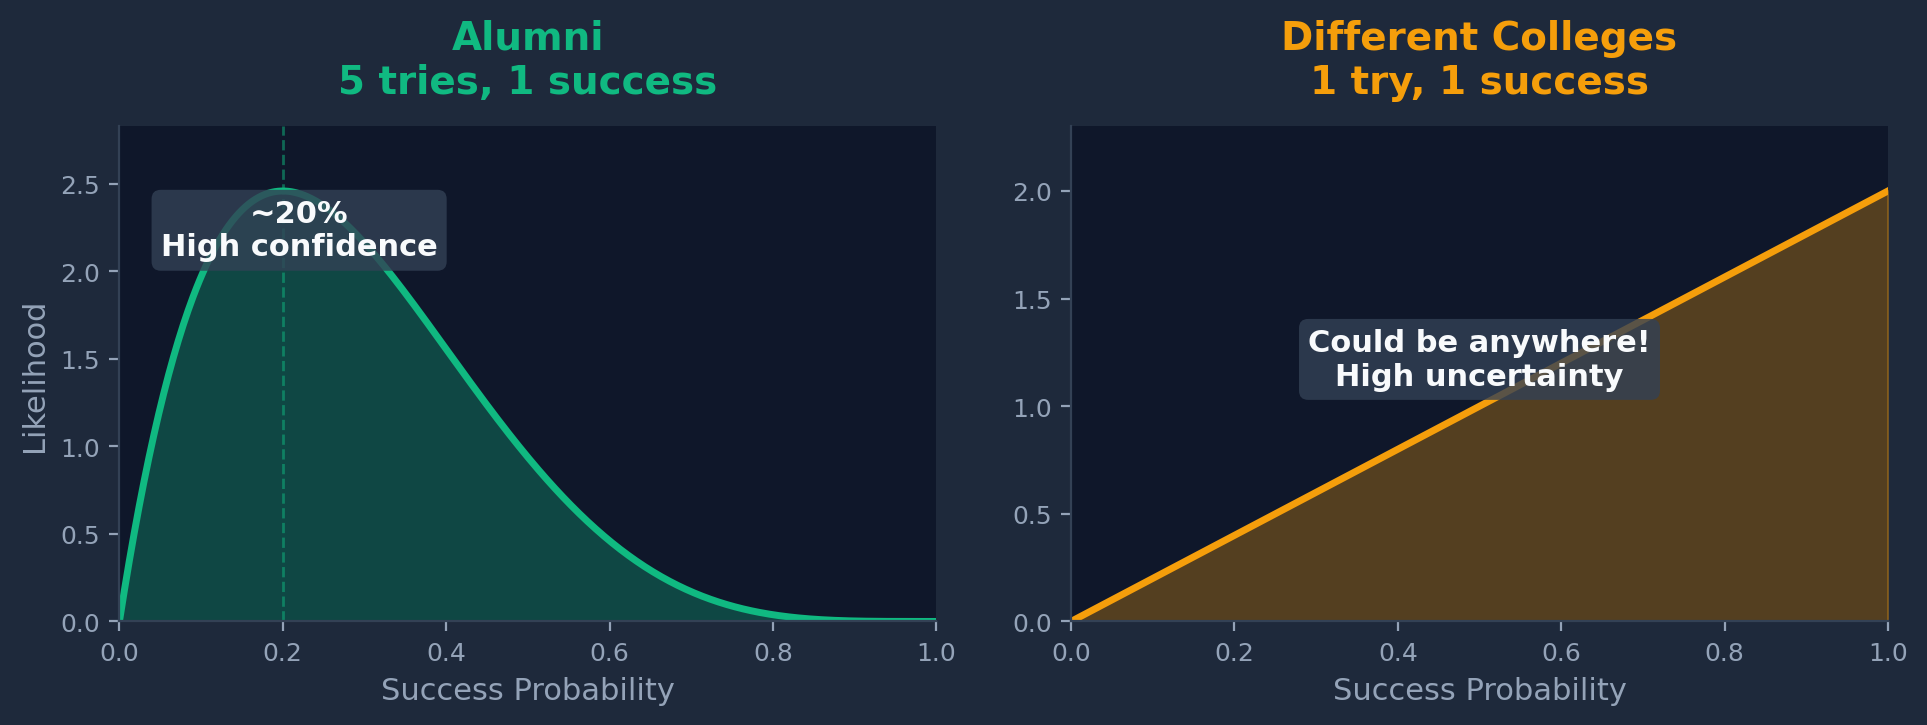 Alumni
5 tries, 1 success
2.5
2.0
1.5
1.0
0.5
0.0
Likelihood
~20%
High confidence
0.0 0.2 0.4 0.6 0.8 1.0
Success Probability
Different Colleges
1 try, 1 success
2.0
1.5
1.0
0.5
0.0
Could be anywhere!
High uncertainty
0.0 0.2 0.4 0.6 0.8 1.0
Success Probability